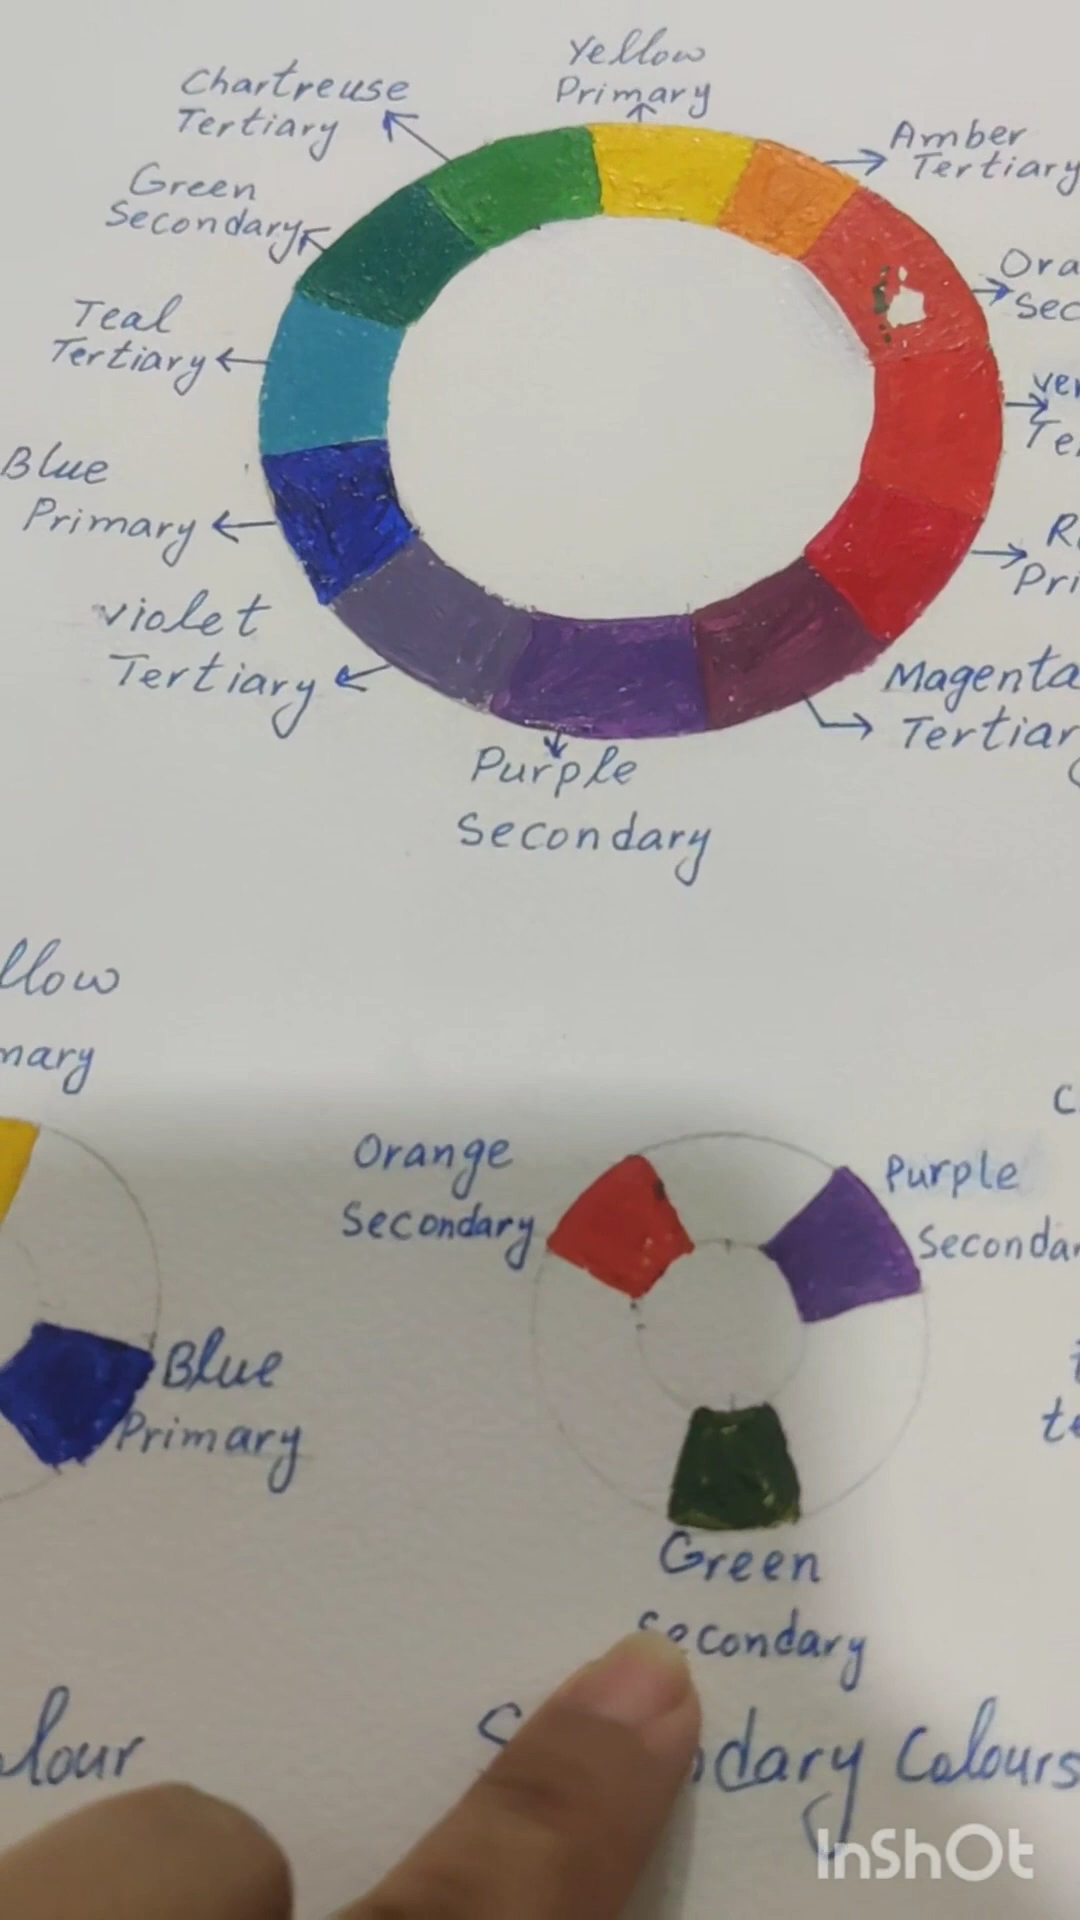 Yellow
Primary
Chartreuse
Tertiary
Amber
Tertiary
Green
Secondary
Teal
Tertiary
Blue
Primary
Violet
Tertiary
Purple
Secondary
Magenta
Orange
Secondary
Purple
Blue
Primary
Green
Secondary
Colours
InShOt